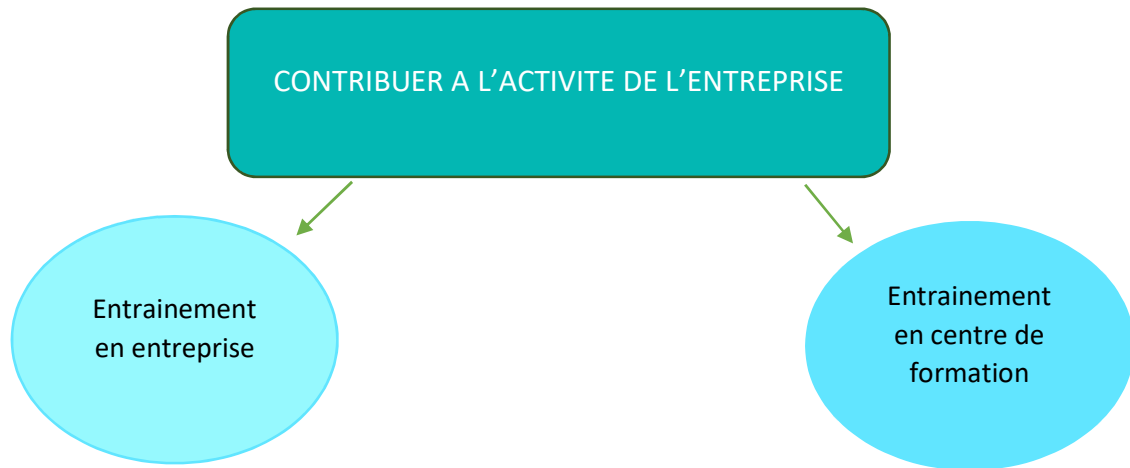 CONTRIBUER A L’ACTIVITE DE L’ENTREPRISE
Entrainement
en entreprise
Entrainement
en centre de
formation